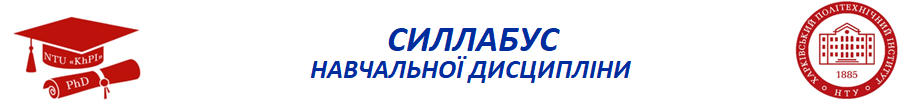 NTU «KhPI»
PhD
СИЛЛАБУС
НАВЧАЛЬНОЇ ДИСЦИПЛІНИ
ХАРКІВСЬКИЙ ПОЛІТЕХНІЧНИЙ ІНСТИТУТ
1885
НТУ